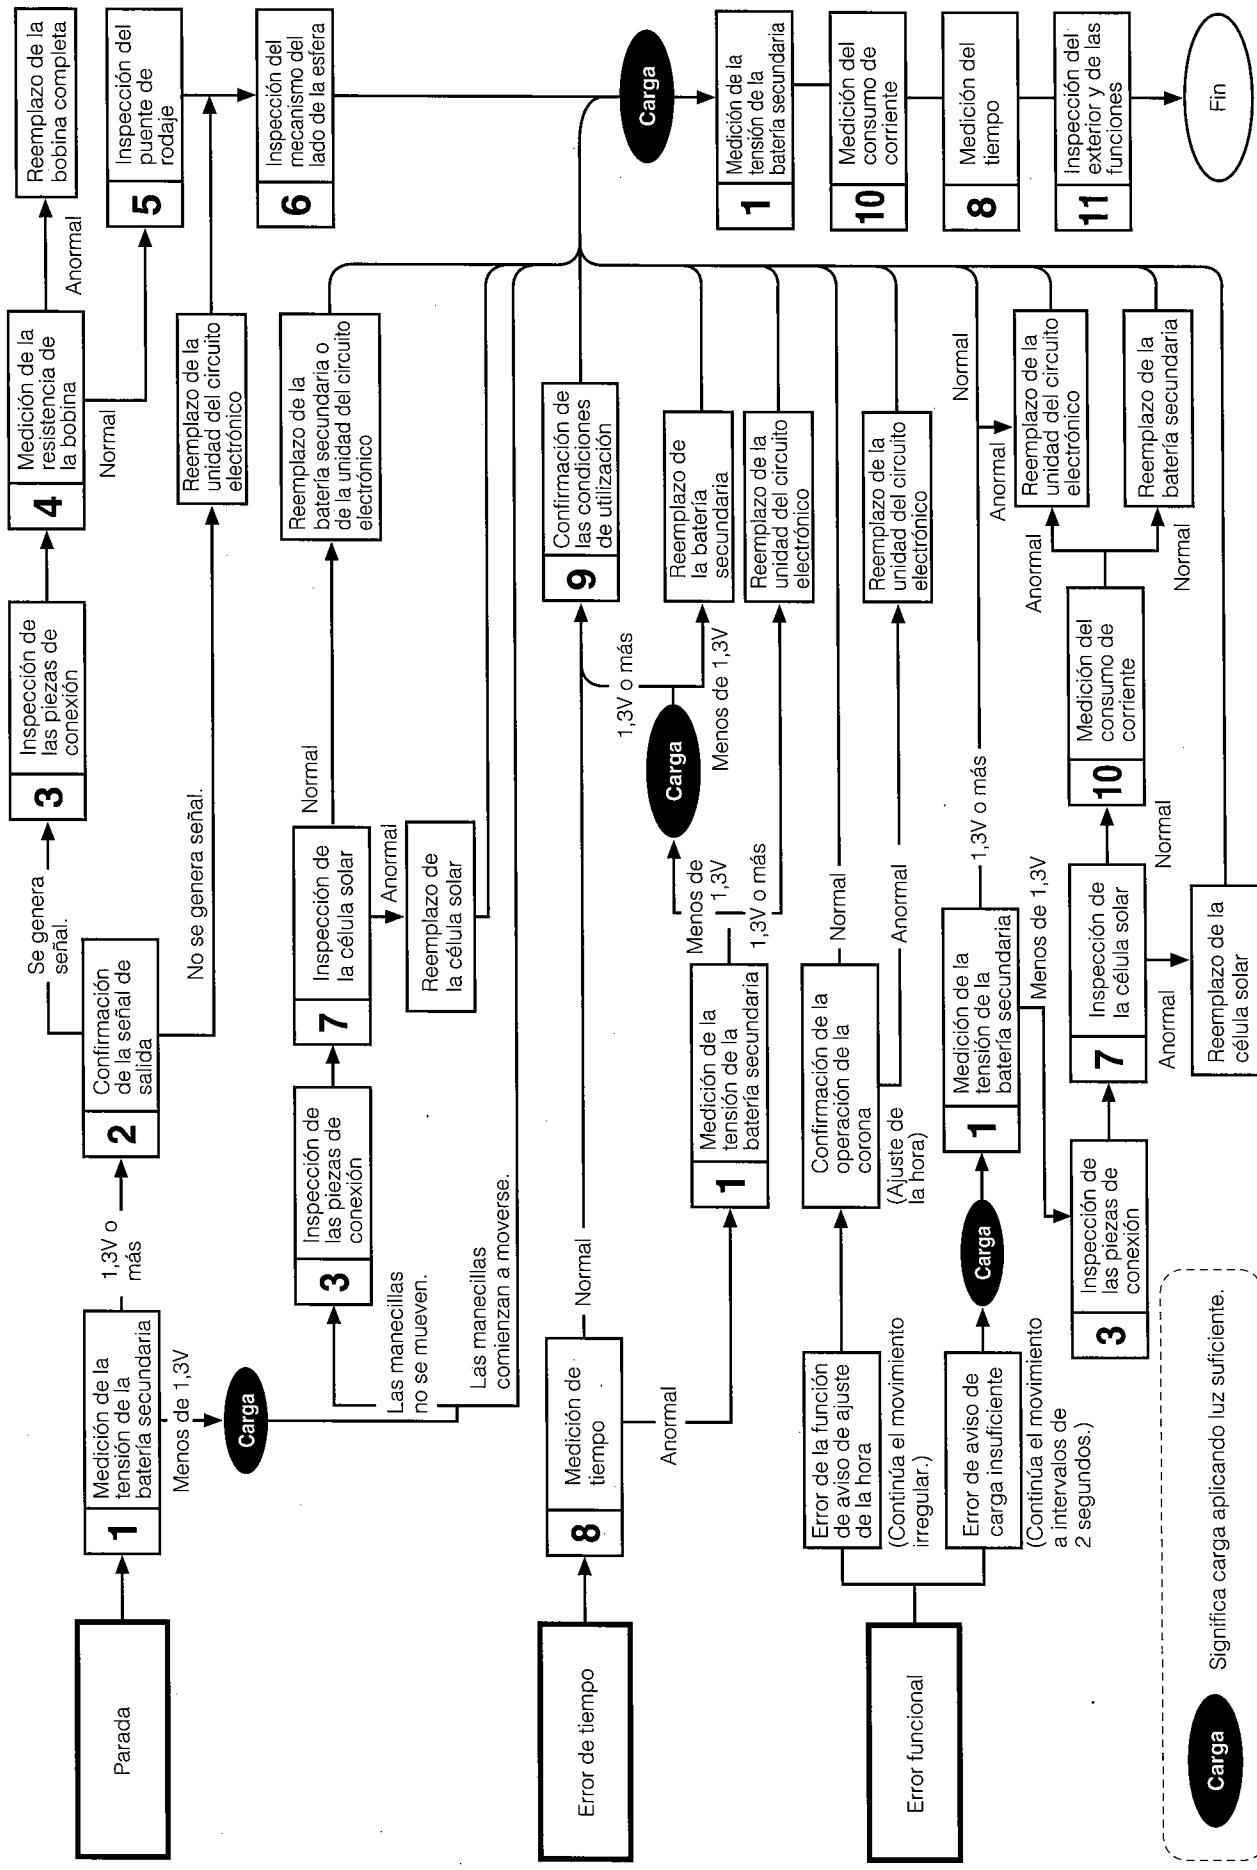 Parada
1
Medición de la
tensión de la
batería secundaria
1,3V o
más
Menos de 1,3V
Carga
2
Confirmación
de la señal de
salida
Se genera
señal.
No se genera señal.
3
Inspección de
las piezas de
conexión
4
Medición de la
resistencia de
la bobina
Anormal
Normal
Reemplazo de la
bobina completa
5
Inspección del
puente de
rodaje
Reemplazo de la
unidad del circuito
electrónico
6
Inspección del
mecanismo del
lado de la esfera
Las manecillas
no se mueven.
Las manecillas
comienzan a moverse.
3
Inspección de
las piezas de
conexión
7
Inspección de
la célula solar
Normal
Anormal
Reemplazo de
la célula solar
Reemplazo de la
batería secundaria o
de la unidad del circuito
electrónico
Error de tiempo
8
Medición de
tiempo
Normal
Anormal
1
Medición de la
tensión de la
batería secundaria
Menos de
1,3V
1,3V o más
Carga
1,3V o más
Menos de 1,3V
9
Confirmación de
las condiciones
de utilización
Reemplazo de
la batería
secundaria
Reemplazo de la
unidad del circuito
electrónico
Error funcional
Error de la función
de aviso de ajuste
de la hora
(Continúa el movimiento
irregular.)
Confirmación de la
operación de la
corona
(Ajuste de
la hora)
Normal
Anormal
Reemplazo de la
unidad del circuito
electrónico
Error de aviso de
carga insuficiente
(Continúa el movimiento
a intervalos de
2 segundos.)
Carga
1
Medición de la
tensión de la
batería secundaria
1,3V o más
Menos de 1,3V
Normal
Anormal
3
Inspección de
las piezas de
conexión
7
Inspección de
la célula solar
Normal
Anormal
Reemplazo de la
célula solar
10
Medición del
consumo de
corriente
Anormal
Normal
Reemplazo de la
unidad del circuito
electrónico
Reemplazo de la
batería secundaria
Carga
1
Medición de la
tensión de la
batería secundaria
10
Medición del
consumo de
corriente
8
Medición del
tiempo
11
Inspección del
exterior y de las
funciones
Fin
Carga
Significa carga aplicando luz suficiente.